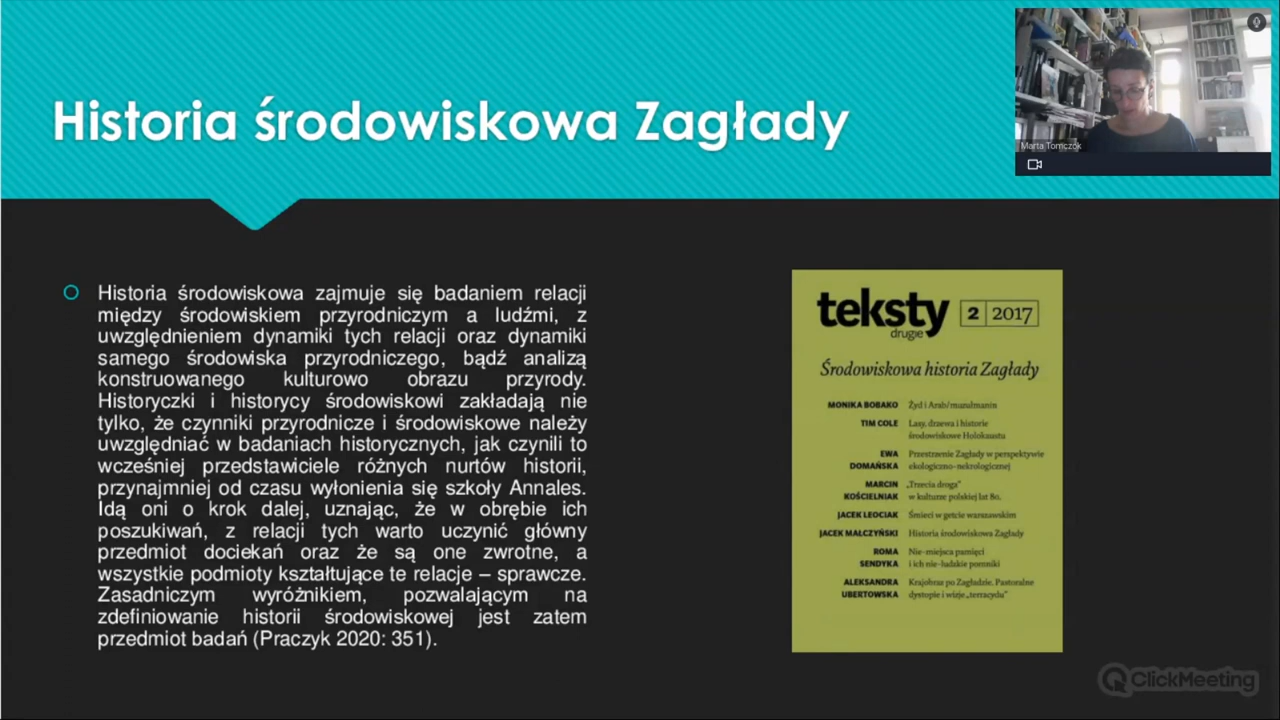 Historia środowiskowa Zagłady
Marta Tomczok
Historia środowiskowa zajmuje się badaniem relacji
między środowiskiem przyrodniczym a ludźmi, z
uwzględnieniem dynamiki tych relacji oraz dynamiki
samego środowiska przyrodniczego, bądź analizą
konstruowanego kulturowo obrazu przyrody.
Historyczki i historycy środowiskowi zakładają nie
tylko, że czynniki przyrodnicze i środowiskowe należy
uwzględniać w badaniach historycznych, jak czynili to
wcześniej przedstawiciele różnych nurtów historii,
przynajmniej od czasu wyłonienia się szkoły Annales.
Idą oni o krok dalej, uznając, że w obrębie ich
poszukiwań, z relacji tych warto uczynić główny
przedmiot dociekań oraz że są one zwrotne, a
wszystkie podmioty kształtujące te relacje – sprawcze.
Zasadniczym wyróżnikiem, pozwalającym na
zdefiniowanie historii środowiskowej jest zatem
przedmiot badań (Praczyk 2020: 351).
teksty
drugie
2 2017
Środowiskowa historia Zagłady
MONIKA BOBAKO Żyd i Arab/muzułmanin
TIM COLE Lasy, drzewa i historie
środowiskowe Holokaustu
EWA Przestrzenie Zagłady w perspektywie
DOMAŃSKA ekologiczno-nekrologicznej
MARCIN „Trzecia droga”
KOŚCIELNIAK w kulturze polskiej lat 80.
JACEK LEOCIAK Śmieci w getcie warszawskim
JACEK MAŁCZYŃSKI Historia środowiskowa Zagłady
ROMA Nie-miejsca pamięci
SENDYKA i ich nie-ludzkie pomniki
ALEKSANDRA Krajobraz po Zagładzie. Pastoralne
UBERTOWSKA dystopie i wizje „terracydu”
ClickMeeting